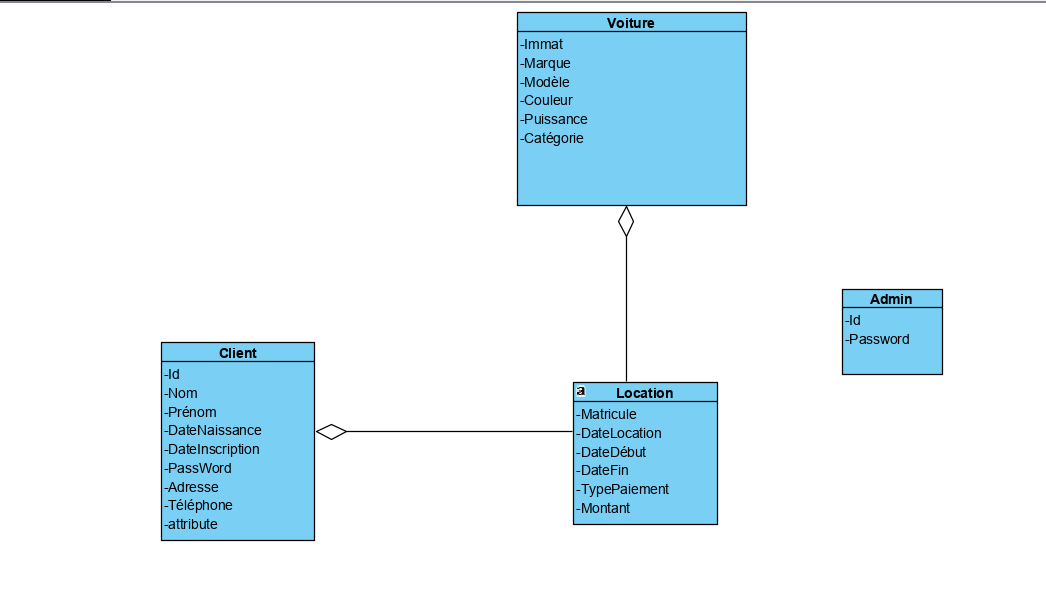 Voiture
-Immat
-Marque
-Modèle
-Couleur
-Puissance
-Catégorie
Admin
-Id
-Password
Client
-Id
-Nom
-Prénom
-DateNaissance
-DateInscription
-PassWord
-Adresse
-Téléphone
-attribute
a
Location
-Matricule
-DateLocation
-DateDébut
-DateFin
-TypePaiement
-Montant